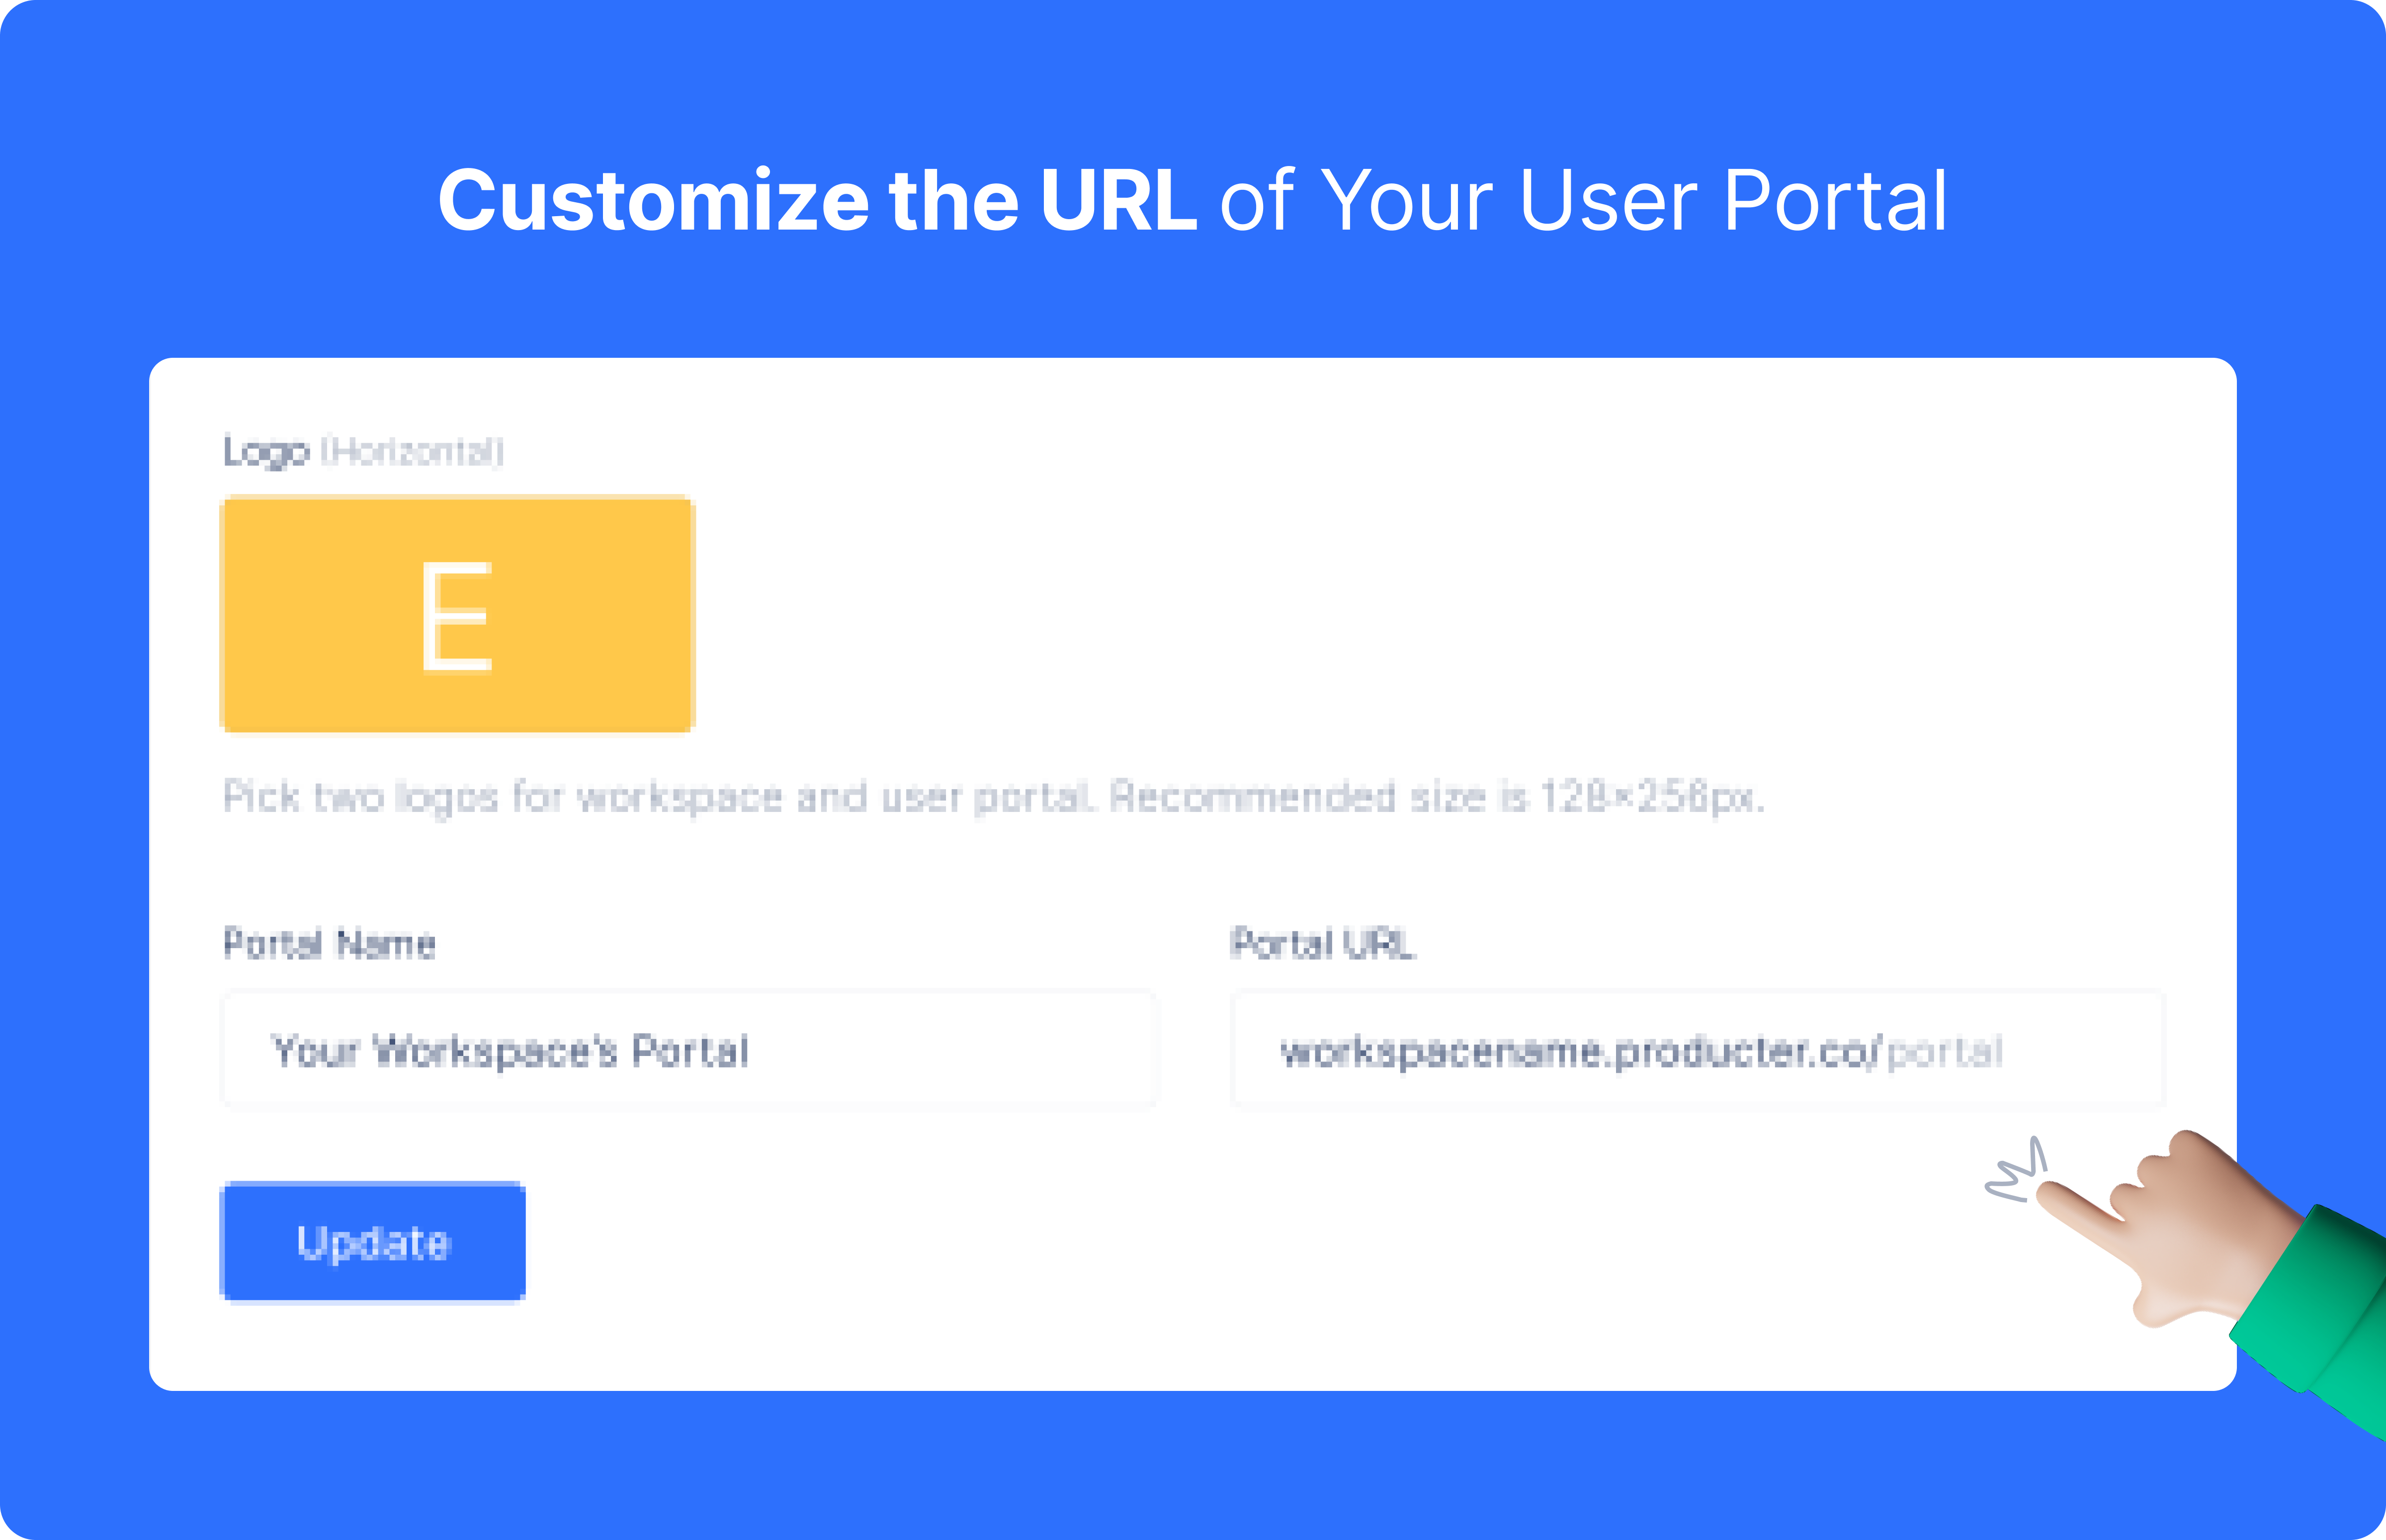 Customize the URL of Your User Portal
Logo (Horizontal)
E
Pick two logos for workspace and user portal. Recommended size is 128×256px.
Portal Name
Portal URL
Your Workspace's Portal
workspacename.producter.co/portal
Update